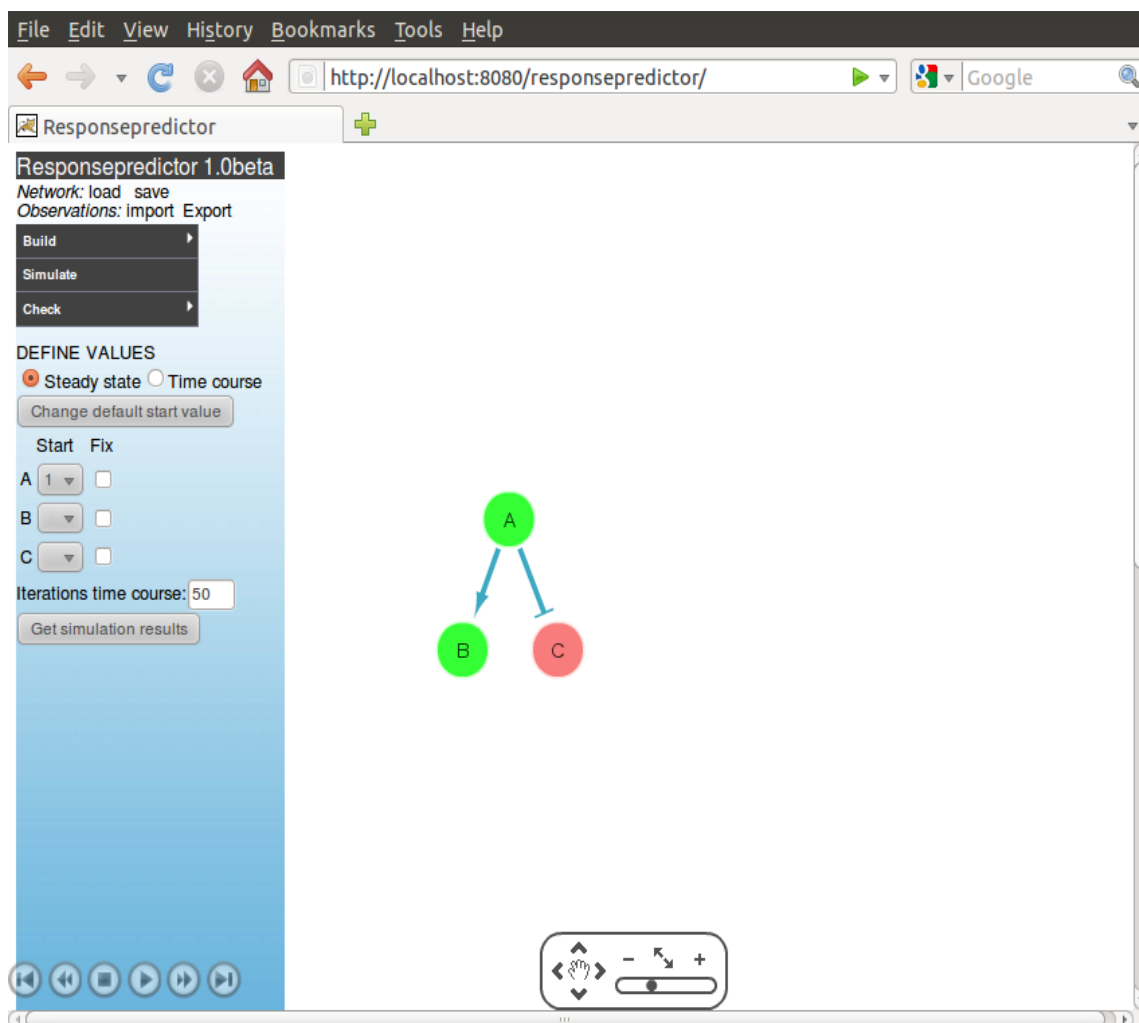 File Edit View History Bookmarks Tools Help
http://localhost:8080/responsepredictor/ Google
Responsepredictor
Responsepredictor 1.0beta
Network: load save
Observations: import Export
Build
Simulate
Check
DEFINE VALUES
Steady state Time course
Change default start value
Start Fix
A 1
B
C
Iterations time course: 50
Get simulation results
A
B C